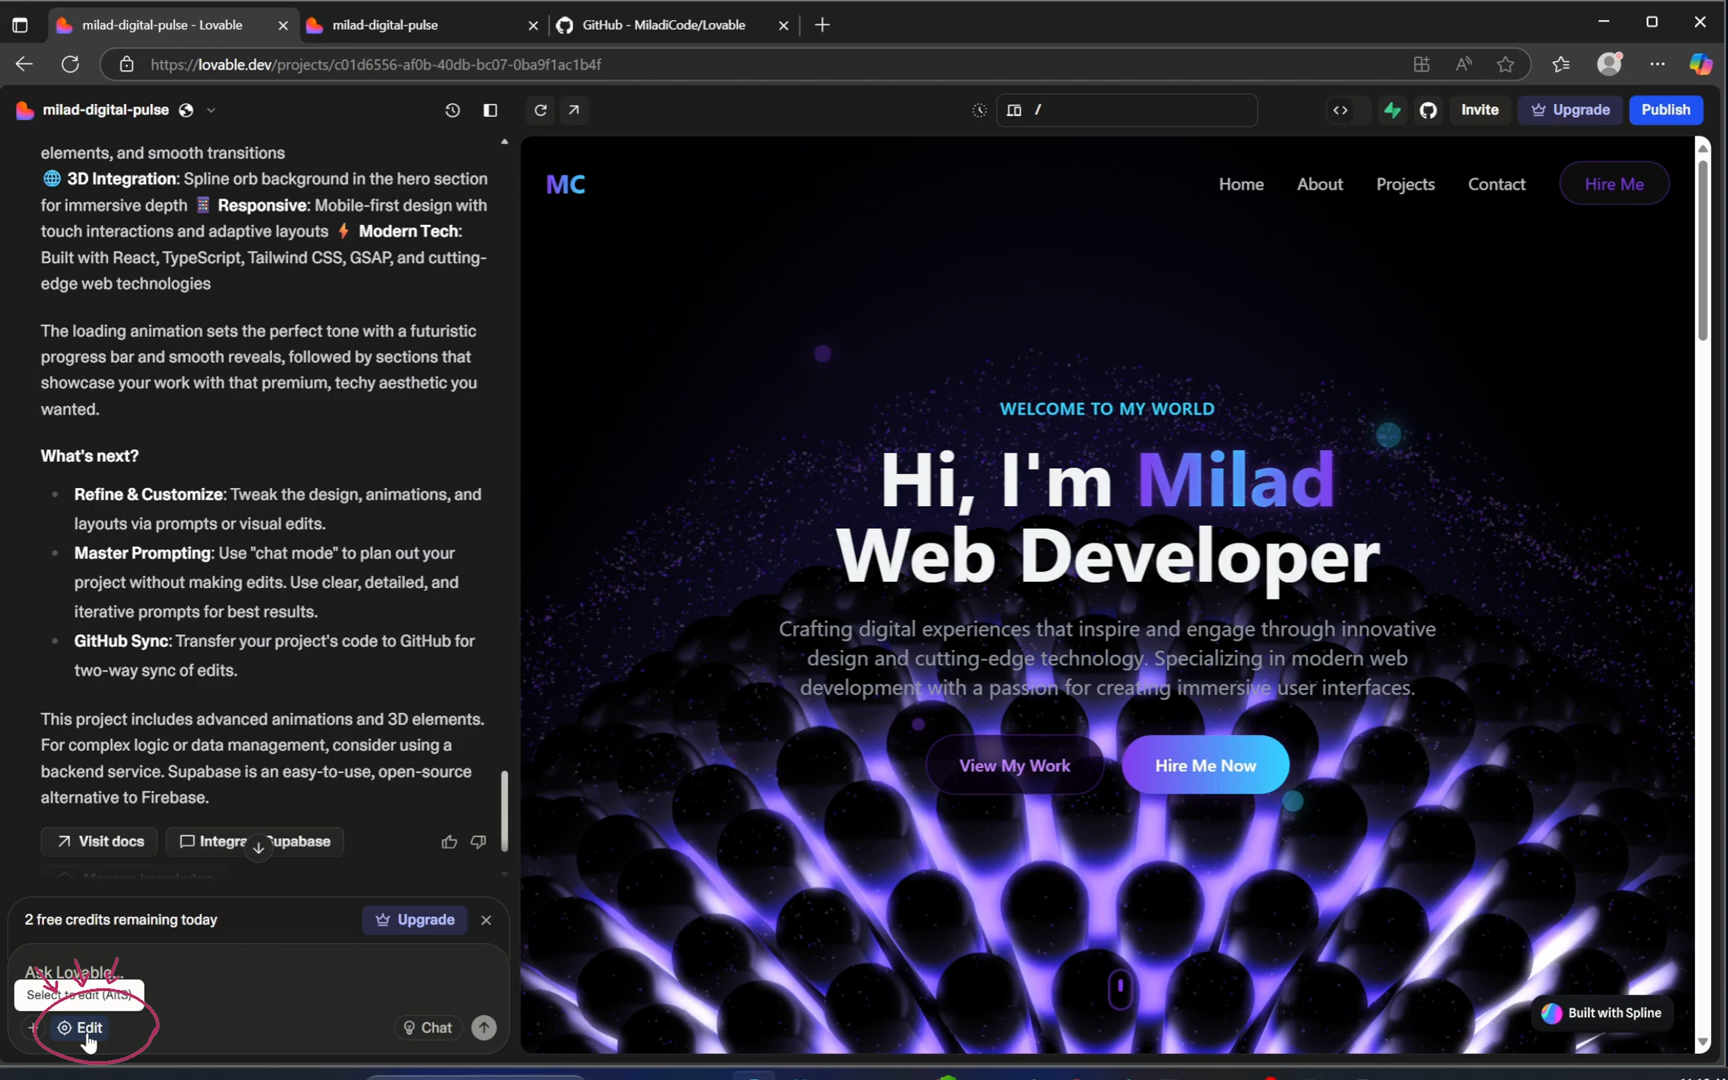 milad-digital-pulse - Lovable
milad-digital-pulse
GitHub - MiladiCode/Lovable
https://lovable.dev/projects/c01d6556-af0b-40db-bc07-0ba9f1ac1b4f
milad-digital-pulse
/
Invite
Upgrade
Publish
elements, and smooth transitions
3D Integration: Spline orb background in the hero section
for immersive depth Responsive: Mobile-first design with
touch interactions and adaptive layouts Modern Tech:
Built with React, TypeScript, Tailwind CSS, GSAP, and cutting-
edge web technologies
The loading animation sets the perfect tone with a futuristic
progress bar and smooth reveals, followed by sections that
showcase your work with that premium, techy aesthetic you
wanted.
What's next?
Refine & Customize: Tweak the design, animations, and
layouts via prompts or visual edits.
Master Prompting: Use "chat mode" to plan out your
project without making edits. Use clear, detailed, and
iterative prompts for best results.
GitHub Sync: Transfer your project's code to GitHub for
two-way sync of edits.
This project includes advanced animations and 3D elements.
For complex logic or data management, consider using a
backend service. Supabase is an easy-to-use, open-source
alternative to Firebase.
Visit docs
Integra Supabase
Manage knowledge
2 free credits remaining today
Upgrade
Ask Lovable...
Select to edit (AltS)
Edit
Chat
MC
Home
About
Projects
Contact
Hire Me
WELCOME TO MY WORLD
Hi, I'm Milad
Web Developer
Crafting digital experiences that inspire and engage through innovative
design and cutting-edge technology. Specializing in modern web
development with a passion for creating immersive user interfaces.
View My Work
Hire Me Now
Built with Spline